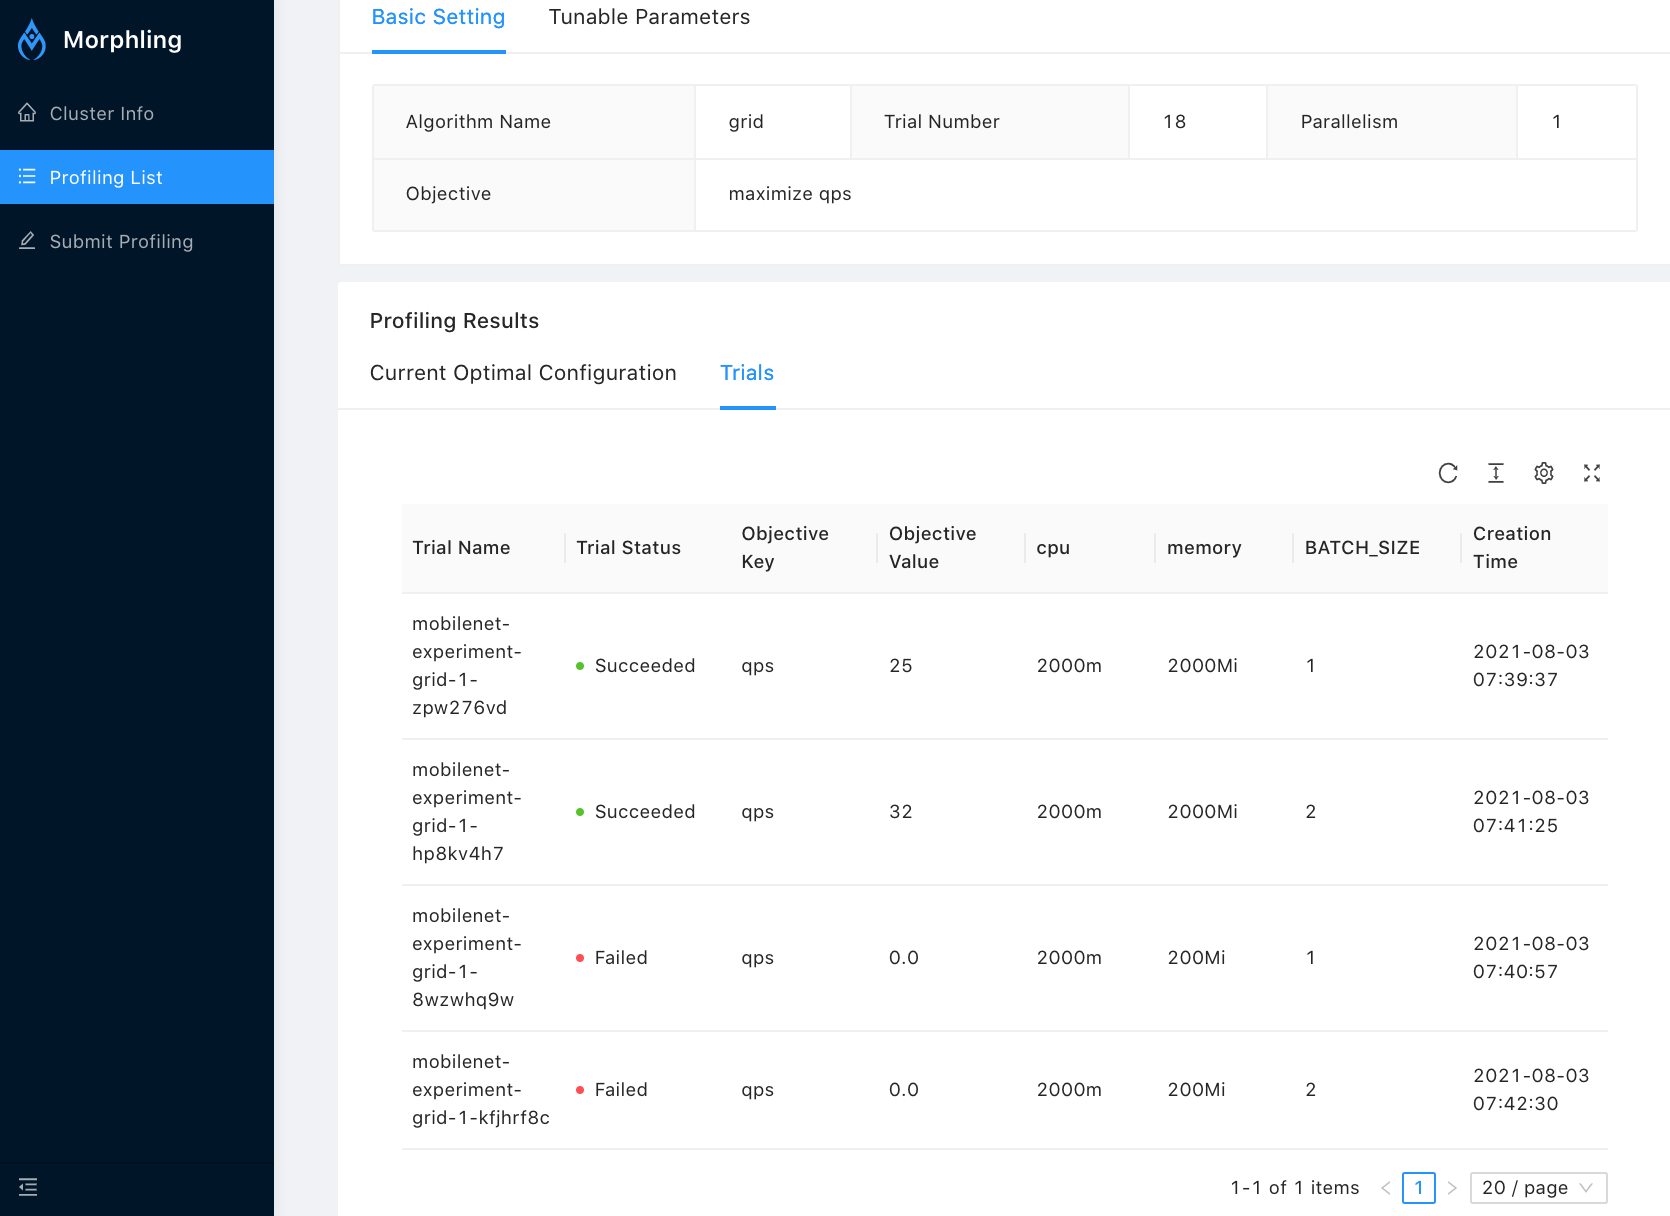 Morphling
Cluster Info
Profiling List
Submit Profiling
Basic Setting Tunable Parameters
Algorithm Name grid Trial Number 18 Parallelism 1
Objective maximize qps
Profiling Results
Current Optimal Configuration Trials
Trial Name Trial Status Objective Key Objective Value cpu memory BATCH_SIZE Creation Time
mobilenet-
experiment-
grid-1-
zpw276vd
Succeeded qps 25 2000m 2000Mi 1 2021-08-03
07:39:37
mobilenet-
experiment-
grid-1-
hp8kv4h7
Succeeded qps 32 2000m 2000Mi 2 2021-08-03
07:41:25
mobilenet-
experiment-
grid-1-
8wzwhq9w
Failed qps 0.0 2000m 200Mi 1 2021-08-03
07:40:57
mobilenet-
experiment-
grid-1-kfjhrf8c
Failed qps 0.0 2000m 200Mi 2 2021-08-03
07:42:30
1-1 of 1 items < 1 > 20 / page